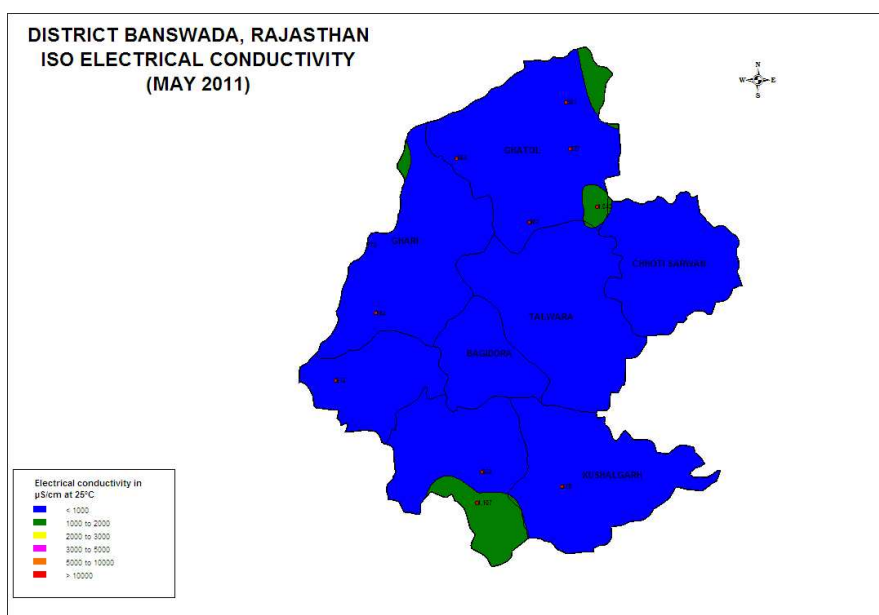 DISTRICT BANSWADA, RAJASTHAN
ISO ELECTRICAL CONDUCTIVITY
(MAY 2011)
N
W E
S
GHATOL
GHARI
CHHOTI SARWAN
TALWARA
BAGIDORA
KUSHALGARH
Electrical conductivity in
µS/cm at 25°C
< 1000
1000 to 2000
2000 to 3000
3000 to 5000
5000 to 10000
> 10000